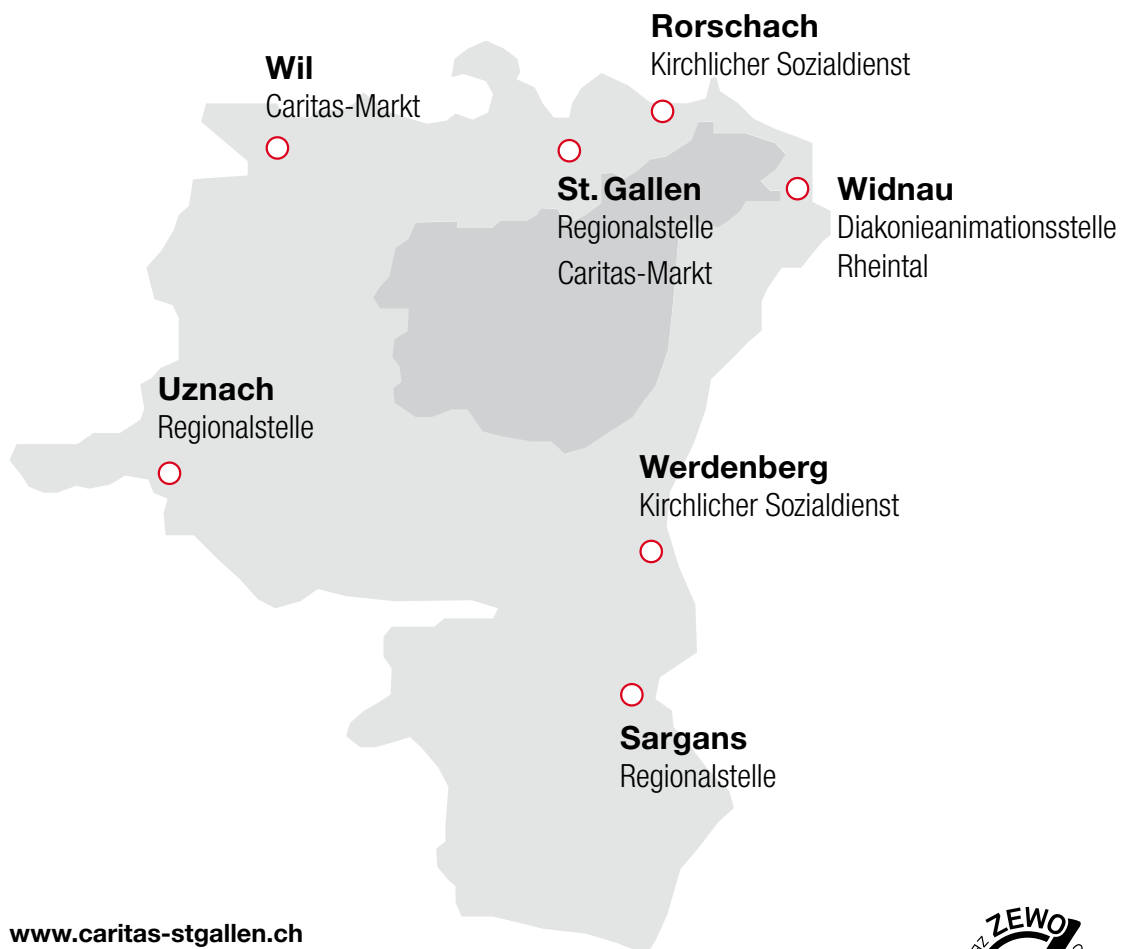 Rorschach
Kirchlicher Sozialdienst
Wil
Caritas-Markt
St. Gallen
Regionalstelle
Caritas-Markt
Widnau
Diakonieanimationsstelle
Rheintal
Uznach
Regionalstelle
Werdenberg
Kirchlicher Sozialdienst
Sargans
Regionalstelle
www.caritas-stgallen.ch
ZEWO